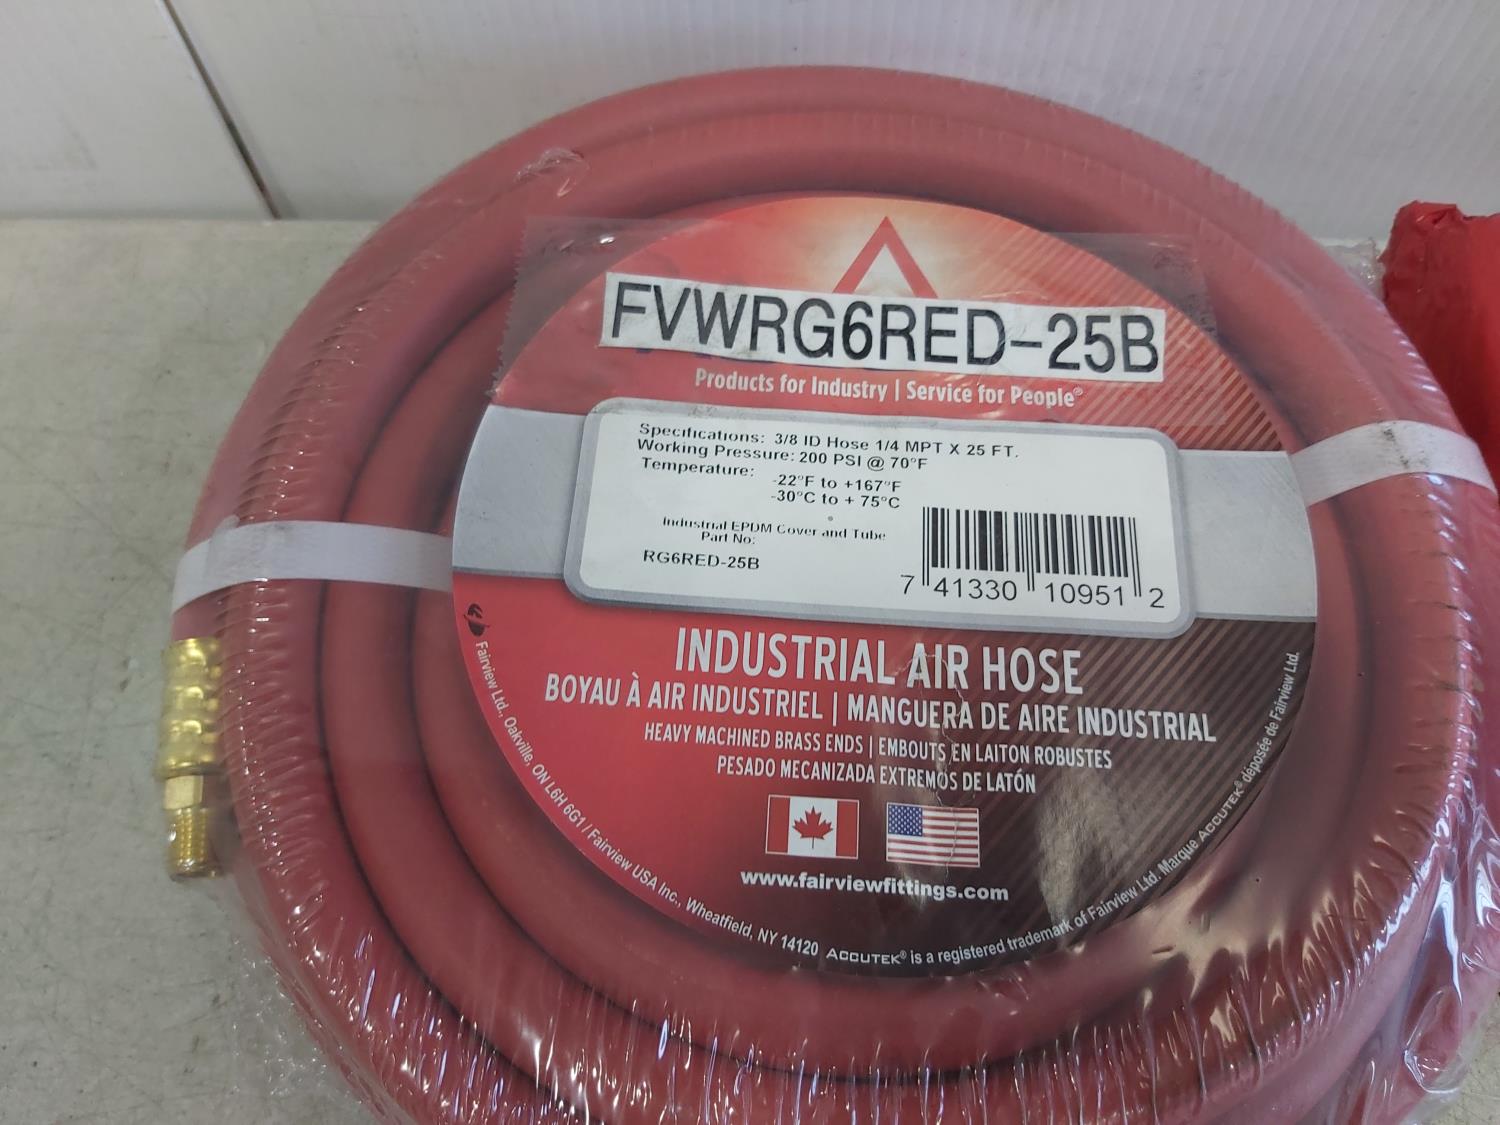 FVWRG6RED-25B
Products for Industry | Service for People®
Specifications: 3/8 ID Hose 1/4 MPT X 25 FT.
Working Pressure: 200 PSI @ 70°F
Temperature: -22°F to +167°F
-30°C to + 75°C
Industrial EPDM Cover and Tube
Part No:
RG6RED-25B
7 41330 10951 2
INDUSTRIAL AIR HOSE
BOYAU À AIR INDUSTRIEL | MANGUERA DE AIRE INDUSTRIAL
HEAVY MACHINED BRASS ENDS | EMBOUTS EN LAITON ROBUSTES
PESADO MECANIZADA EXTREMOS DE LATÓN
www.fairviewfittings.com
Fairview Ltd., Oakville, ON L6H 6G1 / Fairview USA Inc., Wheatfield, NY 14120 ACCUTEK® is a registered trademark of Fairview Ltd. Marque ACCUTEK® déposée de Fairview Ltd.